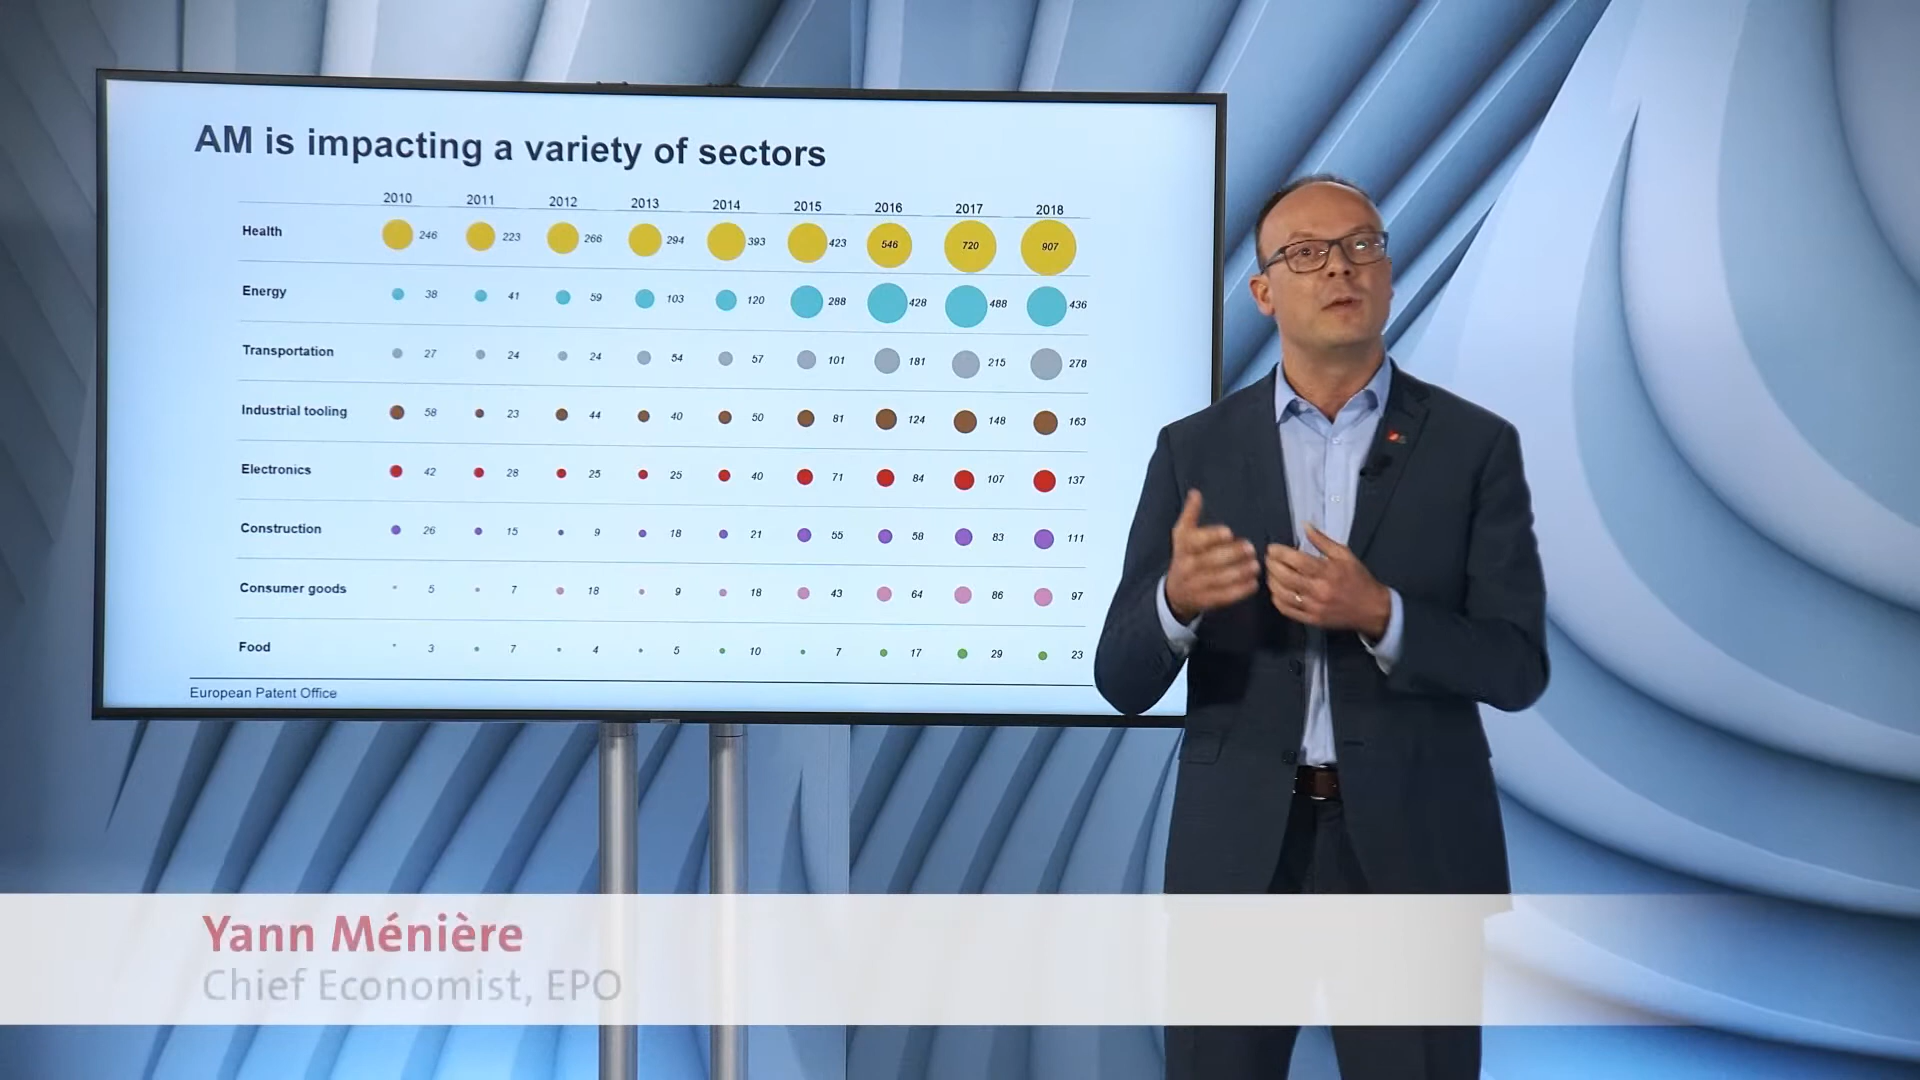 AM is impacting a variety of sectors
2010 2011 2012 2013 2014 2015 2016 2017 2018
Health 246 223 266 294 393 423 546 720 907
Energy 38 41 59 103 120 288 428 488 436
Transportation 27 24 24 54 57 101 181 215 278
Industrial tooling 58 23 44 40 50 81 124 148 163
Electronics 42 28 25 25 40 71 84 107 137
Construction 26 15 9 18 21 55 58 83 111
Consumer goods 5 7 18 9 18 43 64 86 97
Food 3 7 4 5 10 7 17 29 23
European Patent Office
Yann Ménière
Chief Economist, EPO